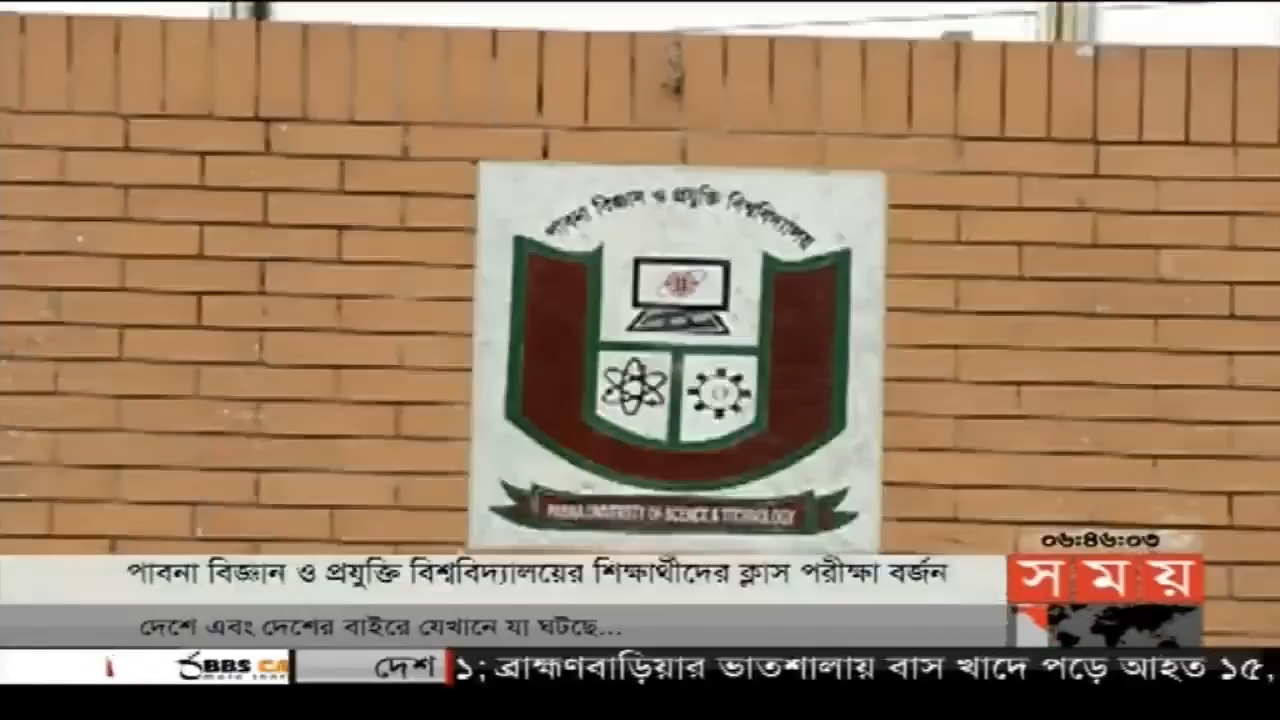 পাবনা বিজ্ঞান ও প্রযুক্তি বিশ্ববিদ্যালয়
PABNA UNIVERSITY OF SCIENCE & TECHNOLOGY
০৬:৪৬:০৩
পাবনা বিজ্ঞান ও প্রযুক্তি বিশ্ববিদ্যালয়ের শিক্ষার্থীদের ক্লাস পরীক্ষা বর্জন
সময়
দেশে এবং দেশের বাইরে যেখানে যা ঘটছে...
BBS
দেশ ১; ব্রাহ্মণবাড়িয়ার ভাতশালায় বাস খাদে পড়ে আহত ১৫,